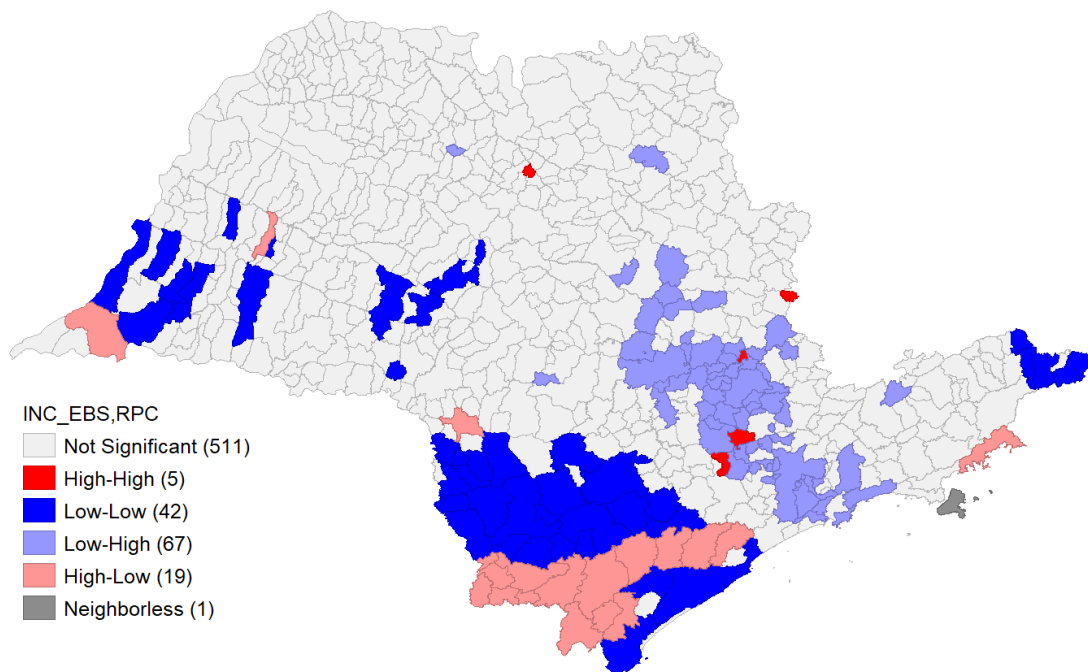 INC_EBS,RPC
Not Significant (511)
High-High (5)
Low-Low (42)
Low-High (67)
High-Low (19)
Neighborless (1)